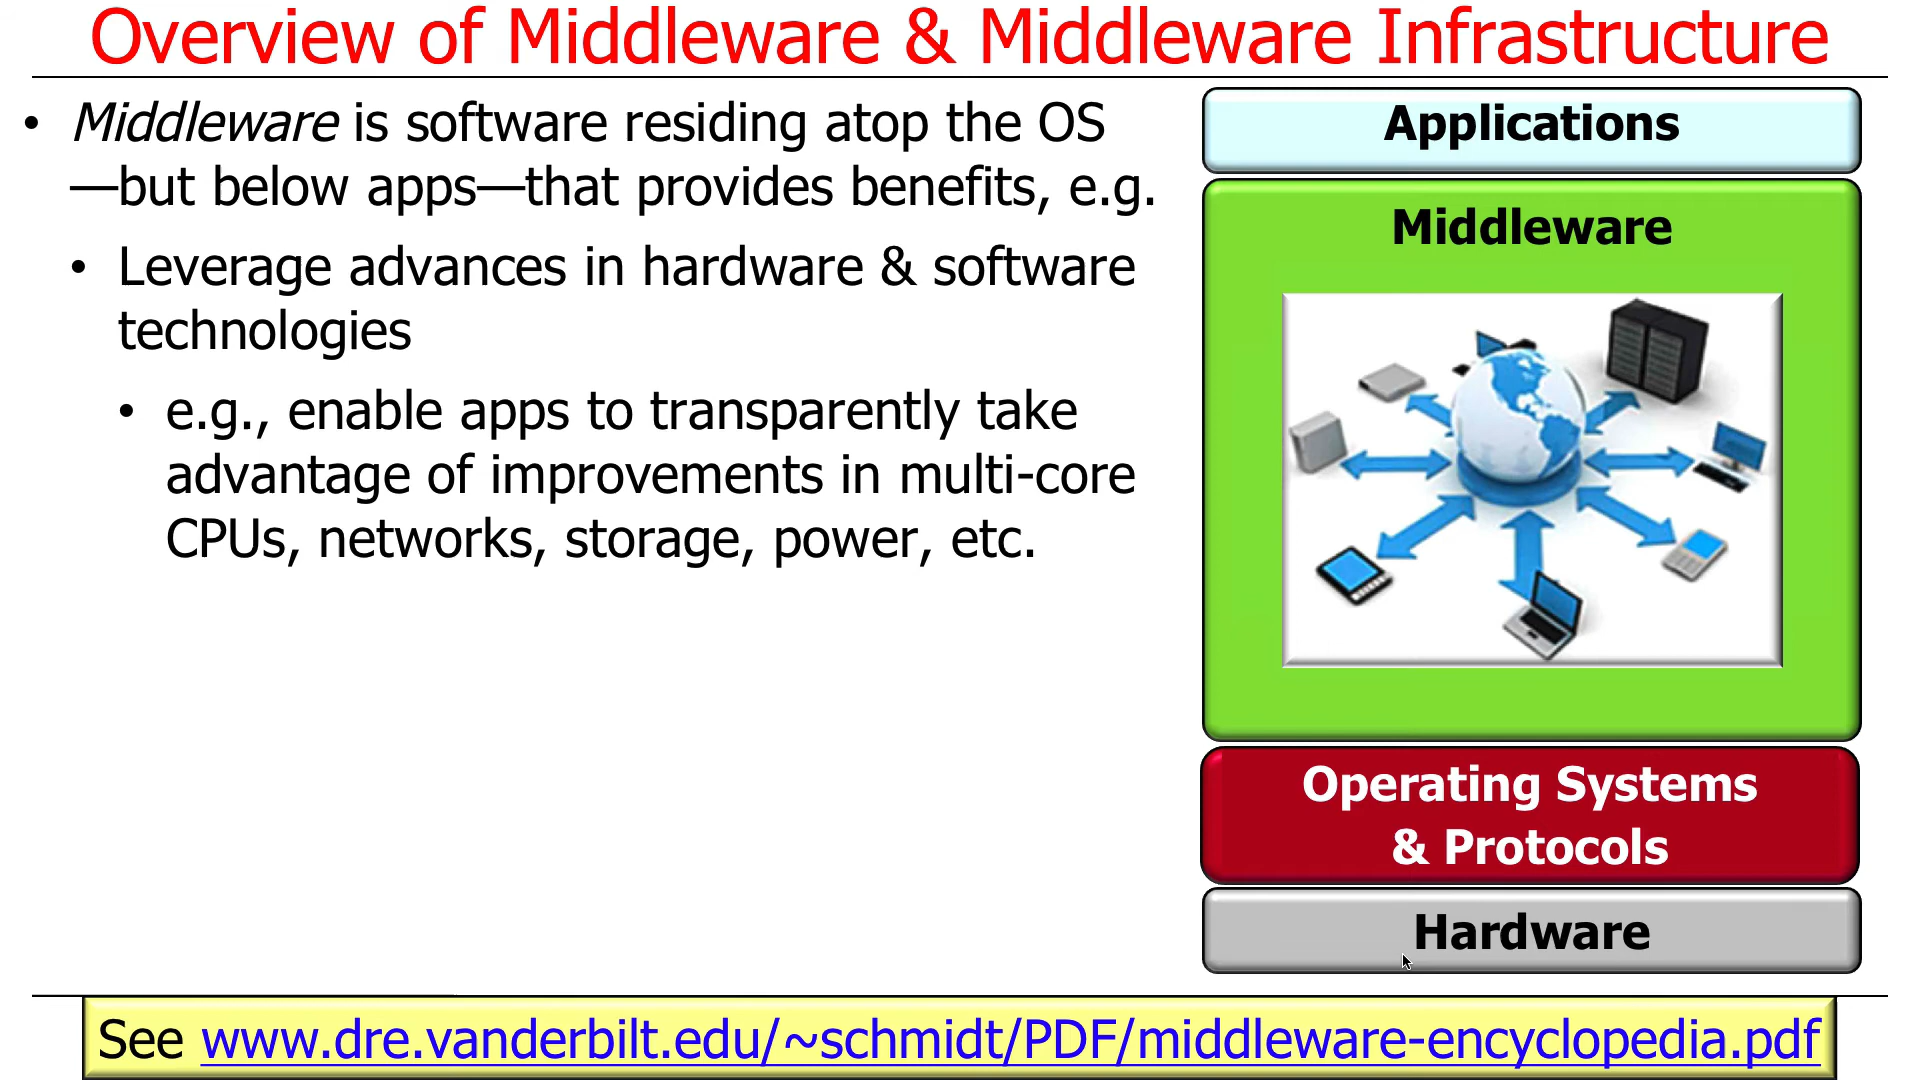 Overview of Middleware & Middleware Infrastructure
• Middleware is software residing atop the OS
—but below apps—that provides benefits, e.g.
• Leverage advances in hardware & software
technologies
• e.g., enable apps to transparently take
advantage of improvements in multi-core
CPUs, networks, storage, power, etc.
Applications
Middleware
Operating Systems
& Protocols
Hardware
See www.dre.vanderbilt.edu/~schmidt/PDF/middleware-encyclopedia.pdf